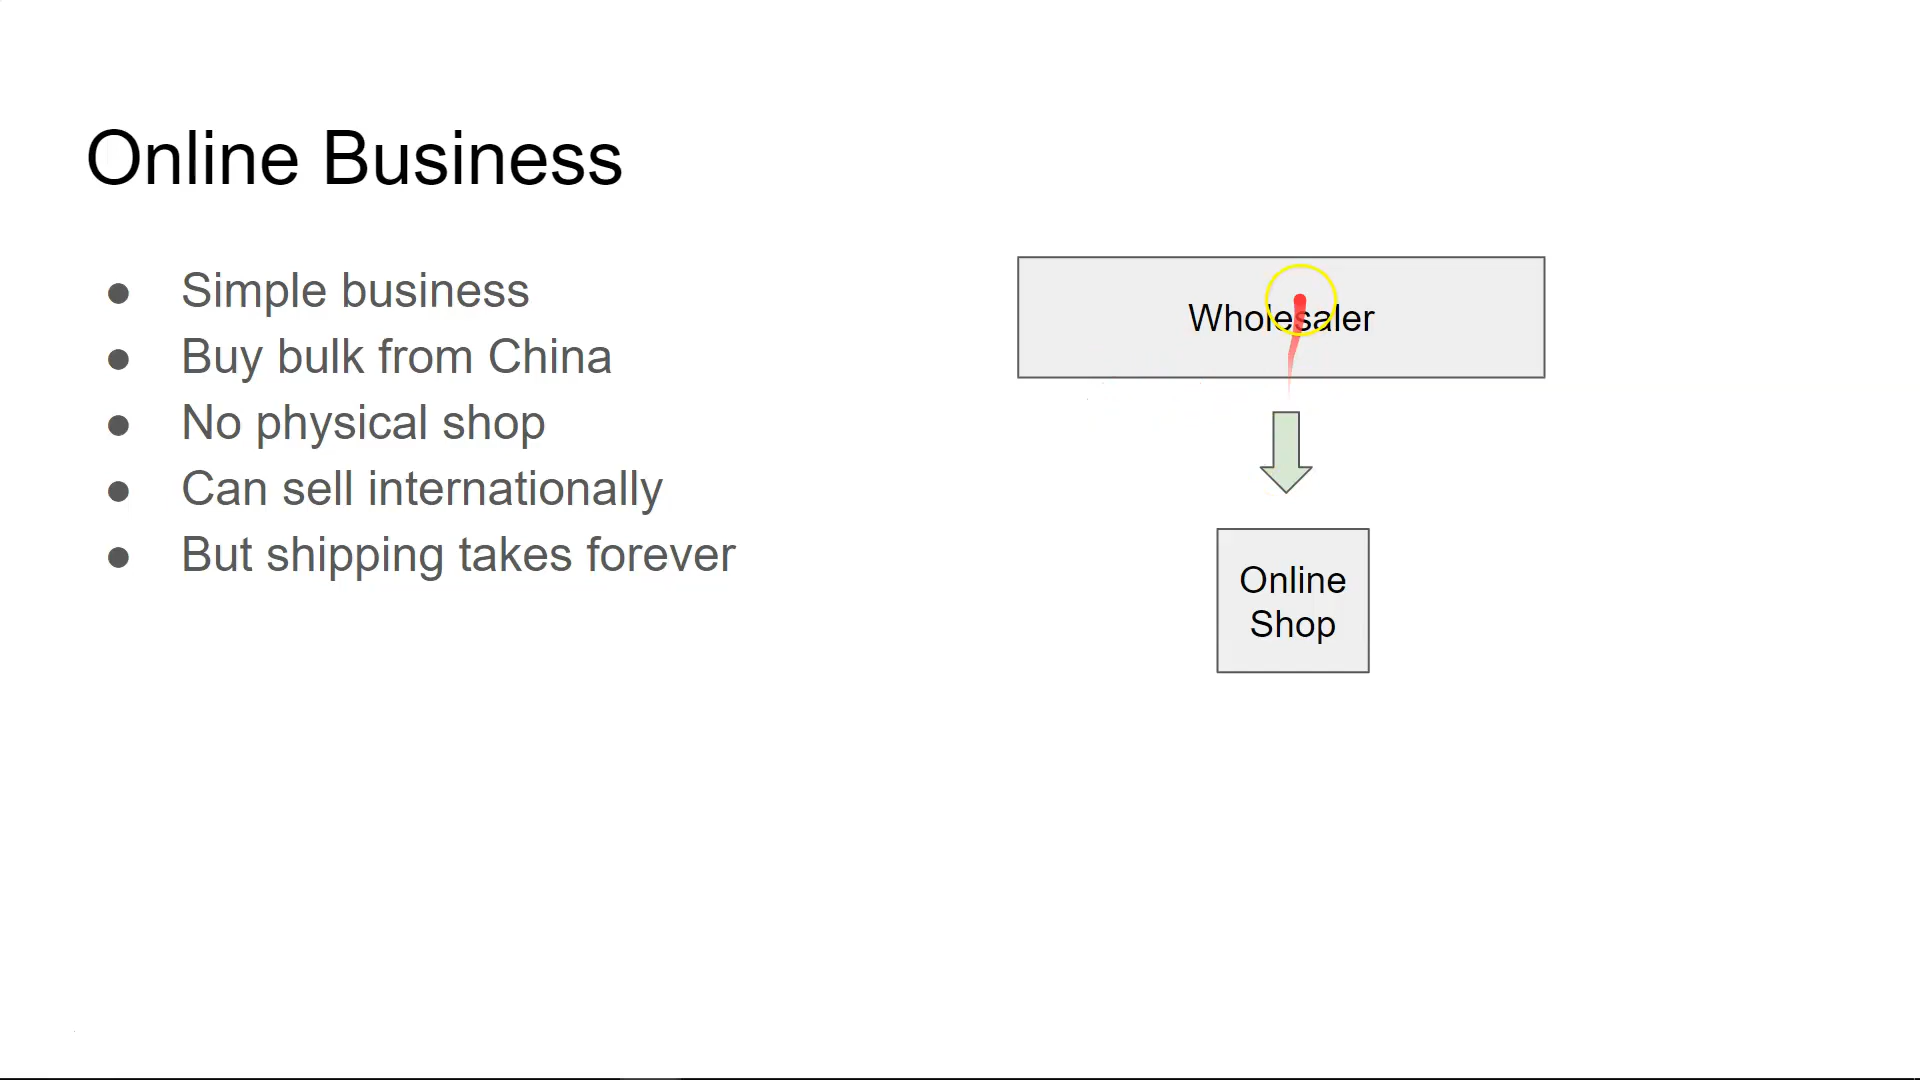 Online Business
● Simple business
● Buy bulk from China
● No physical shop
● Can sell internationally
● But shipping takes forever
Wholesaler
Online
Shop